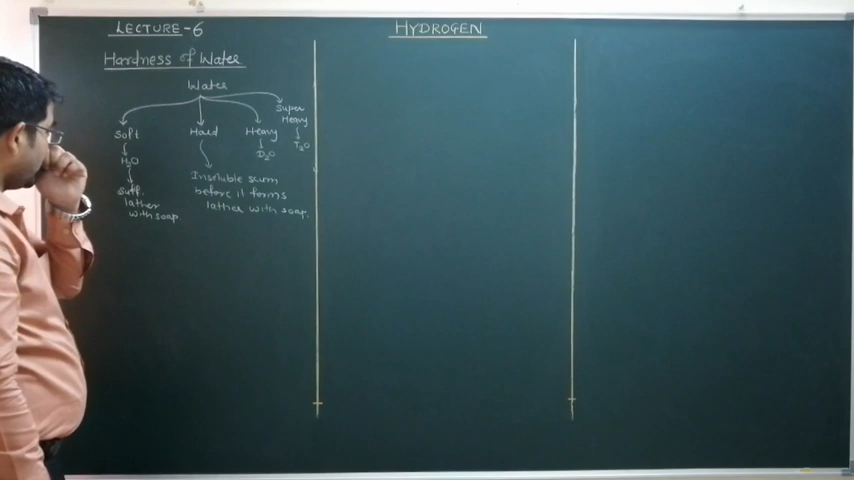 LECTURE-6
HYDROGEN
Hardness of Water
Water
Soft
Hard
Heavy
Super
Heavy
H₂O
D₂O
T₂O
Suff.
lather
with soap
Insoluble scum
before it forms
lather with soap.